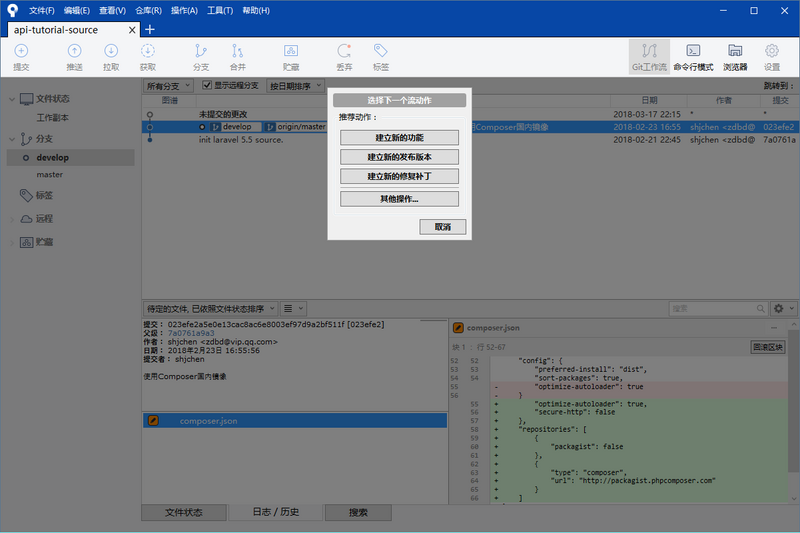 文件(F) 编辑(E) 查看(V) 仓库(R) 操作(A) 工具(T) 帮助(H)
api-tutorial-source
提交 推送 拉取 获取 分支 合并 贮藏 丢弃 标签 Git工作流 命令行模式 浏览器 设置
所有分支 显示远程分支 按日期排序 跳转到：
图谱 日期 作者 提交
文件状态
工作副本
分支
develop
master
标签
远程
贮藏
未提交的更改 2018-03-17 22:15 * *
develop origin/master 用Composer国内镜像 2018-02-23 16:55 shjchen <zdbd@ 023efe2
init laravel 5.5 source. 2018-02-21 22:45 shjchen <zdbd@ 7a0761a
选择下一个流动作
推荐动作：
建立新的功能
建立新的发布版本
建立新的修复补丁
其他操作...
取消
待定的文件, 已依照文件状态排序 搜索
提交： 023efe2a5e0e13cac8ac6e8003ef97d9a2bf511f [023efe2]
父级： 7a0761a9a3
作者： shjchen <zdbd@vip.qq.com>
日期： 2018年2月23日 16:55:56
提交者： shjchen
使用Composer国内镜像
composer.json
composer.json
块 1 ： 行 52-67 回滚区块
52 52 "config": {
53 53 "preferred-install": "dist",
54 54 "sort-packages": true,
55 - "optimize-autoloader": true
56 - }
55 + "optimize-autoloader": true,
56 + "secure-http": false
57 + },
58 + "repositories": [
59 + {
60 + "packagist": false
61 + },
62 + {
63 + "type": "composer",
64 + "url": "http://packagist.phpcomposer.com"
65 + }
66 + ]
文件状态 日志 / 历史 搜索